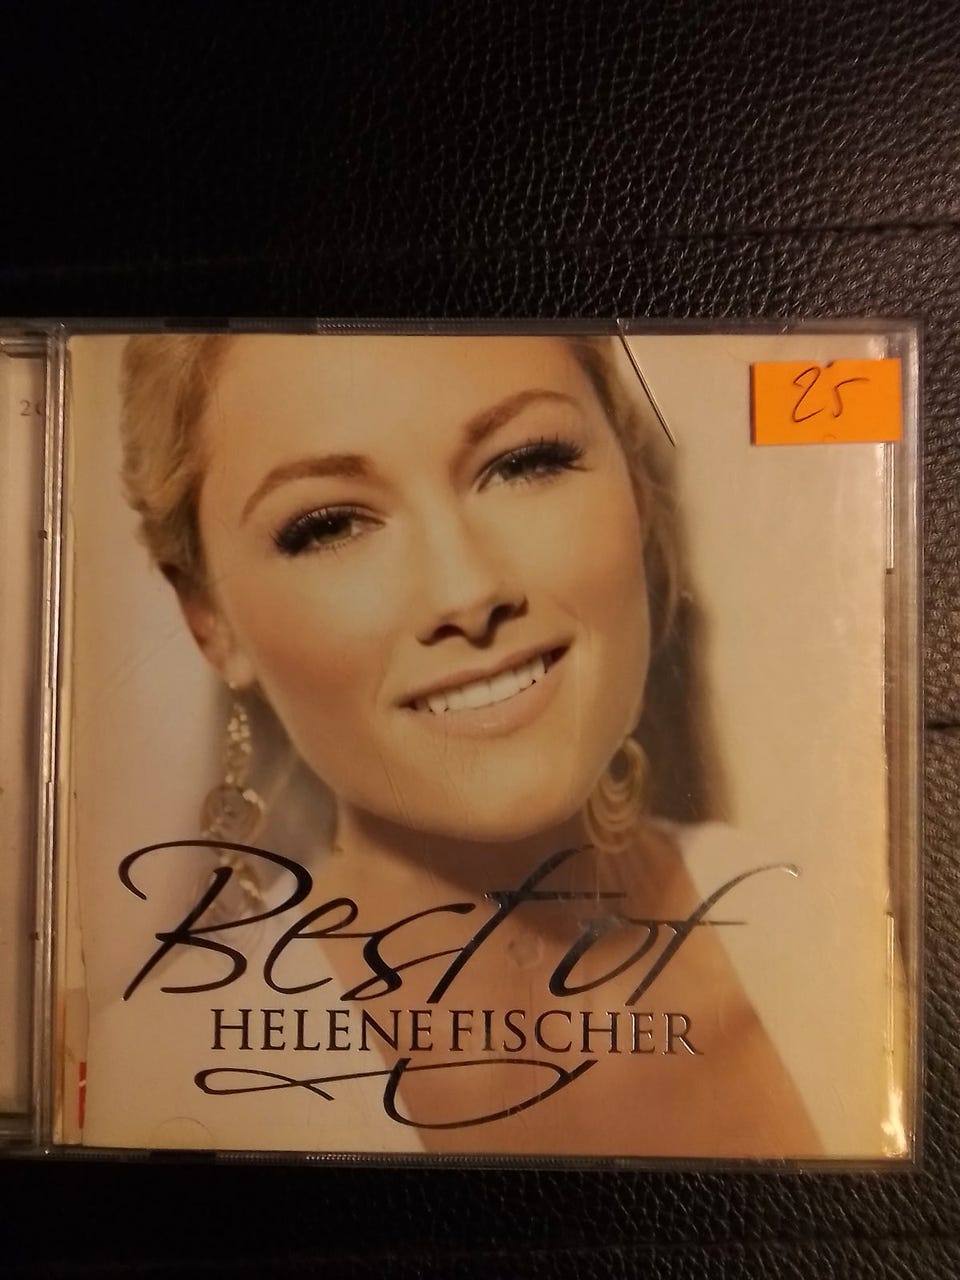 25
Best of
HELENE FISCHER